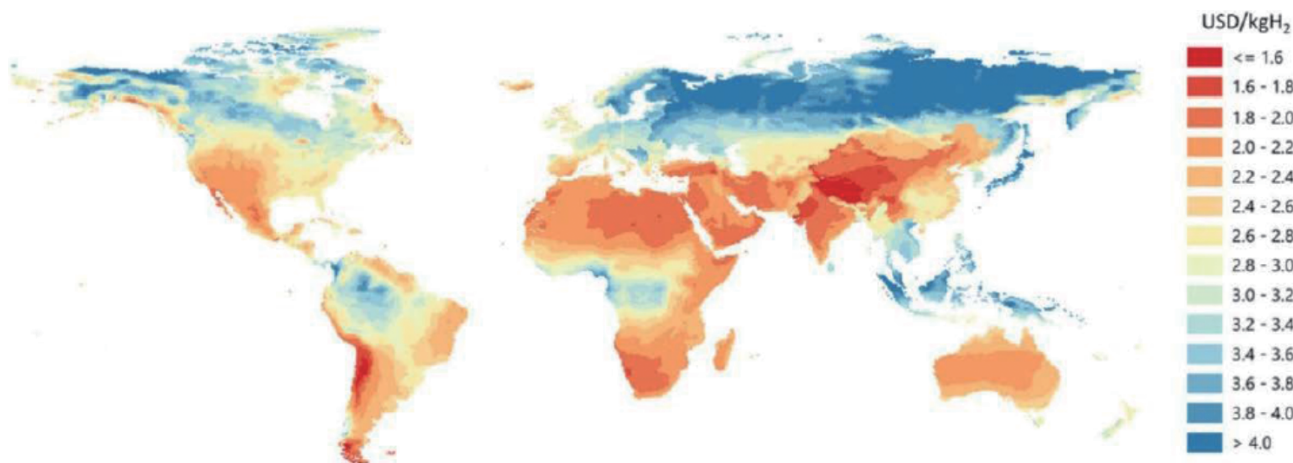 USD/kgH₂
<= 1.6
1.6 - 1.8
1.8 - 2.0
2.0 - 2.2
2.2 - 2.4
2.4 - 2.6
2.6 - 2.8
2.8 - 3.0
3.0 - 3.2
3.2 - 3.4
3.4 - 3.6
3.6 - 3.8
3.8 - 4.0
> 4.0